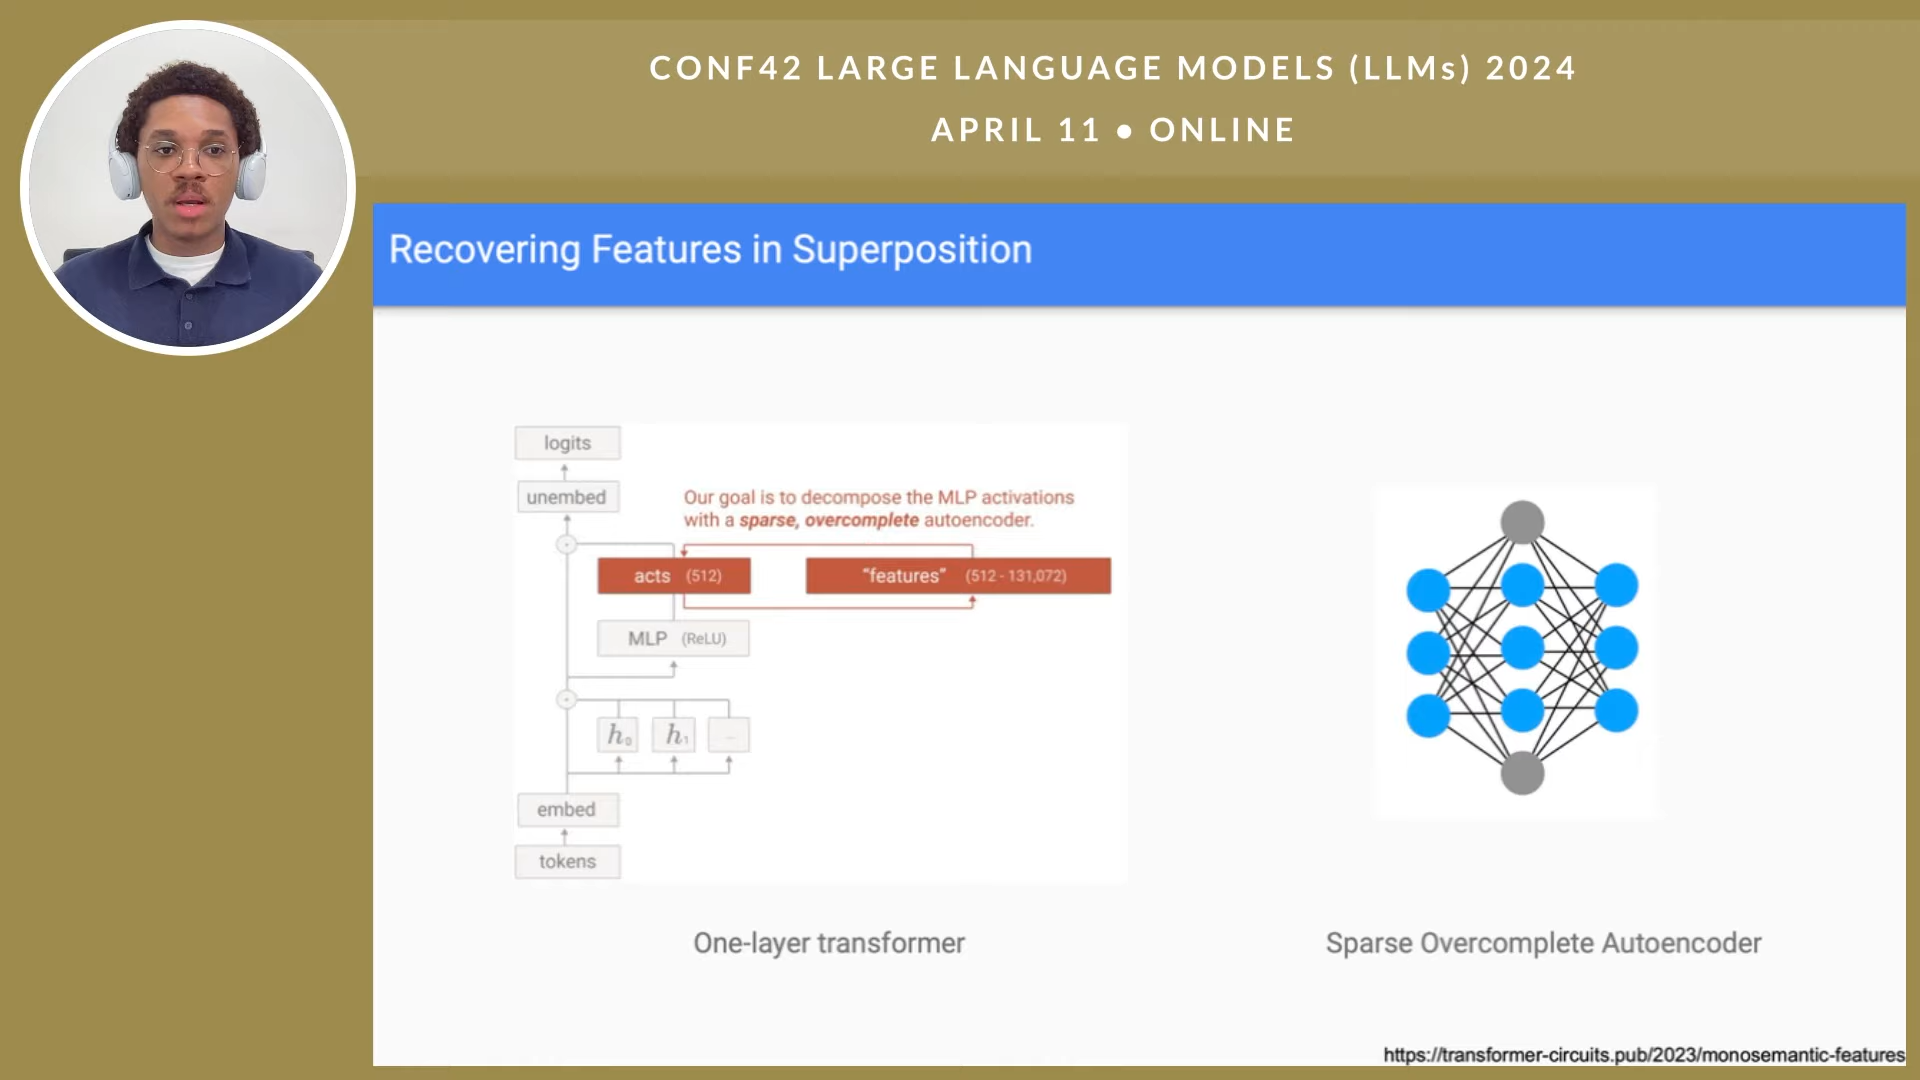 CONF42 LARGE LANGUAGE MODELS (LLMs) 2024
APRIL 11 ● ONLINE
Recovering Features in Superposition
logits
unembed
Our goal is to decompose the MLP activations
with a sparse, overcomplete autoencoder.
acts (512)
“features” (512 - 131,072)
MLP (ReLU)
h₀ h₁ ...
embed
tokens
One-layer transformer
Sparse Overcomplete Autoencoder
https://transformer-circuits.pub/2023/monosemantic-features